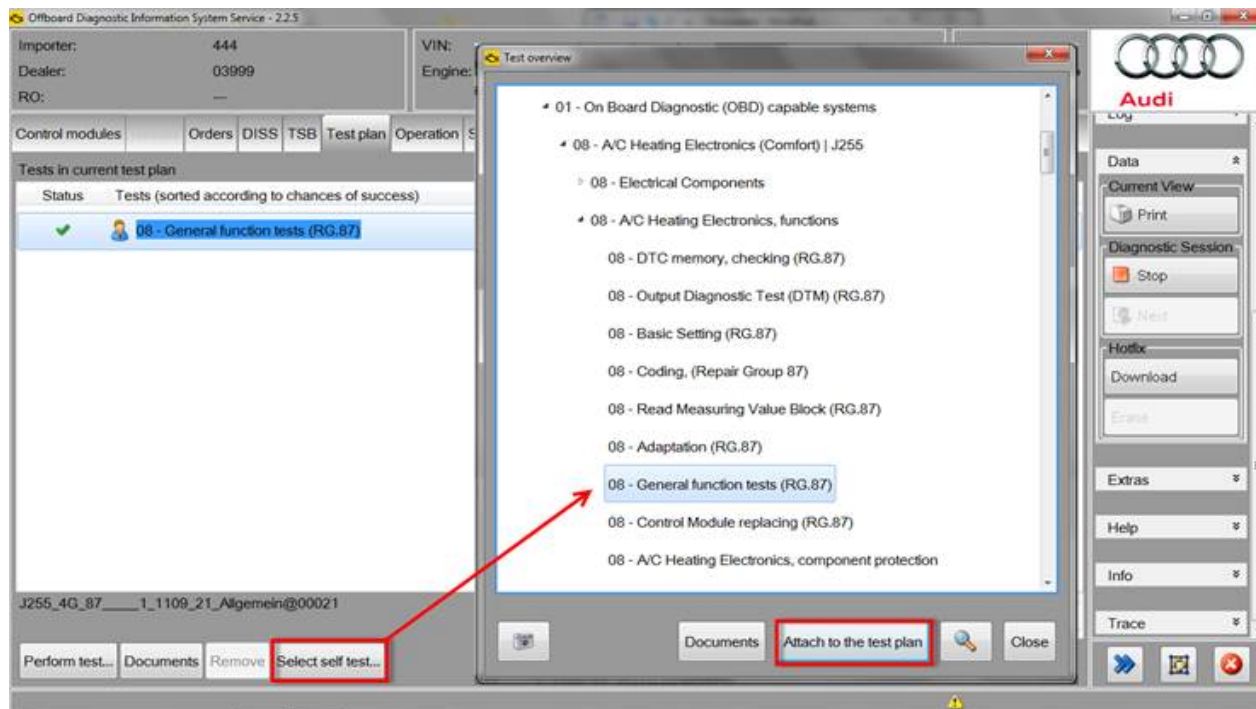 Offboard Diagnostic Information System Service - 2.2.5
Importer: 444
Dealer: 03999
RO: ---
VIN:
Engine:
Audi
Control modules Orders DISS TSB Test plan Operation S
Tests in current test plan
Status Tests (sorted according to chances of success)
08 - General function tests (RG.87)
J255_4G_87____1_1109_21_Allgemein@00021
Perform test... Documents Remove Select self test...
Test overview
01 - On Board Diagnostic (OBD) capable systems
08 - A/C Heating Electronics (Comfort) | J255
08 - Electrical Components
08 - A/C Heating Electronics, functions
08 - DTC memory, checking (RG.87)
08 - Output Diagnostic Test (DTM) (RG.87)
08 - Basic Setting (RG.87)
08 - Coding, (Repair Group 87)
08 - Read Measuring Value Block (RG.87)
08 - Adaptation (RG.87)
08 - General function tests (RG.87)
08 - Control Module replacing (RG.87)
08 - A/C Heating Electronics, component protection
Documents Attach to the test plan Close
Log
Data
Current View
Print
Diagnostic Session
Stop
Next
Hotfix
Download
Erase
Extras
Help
Info
Trace